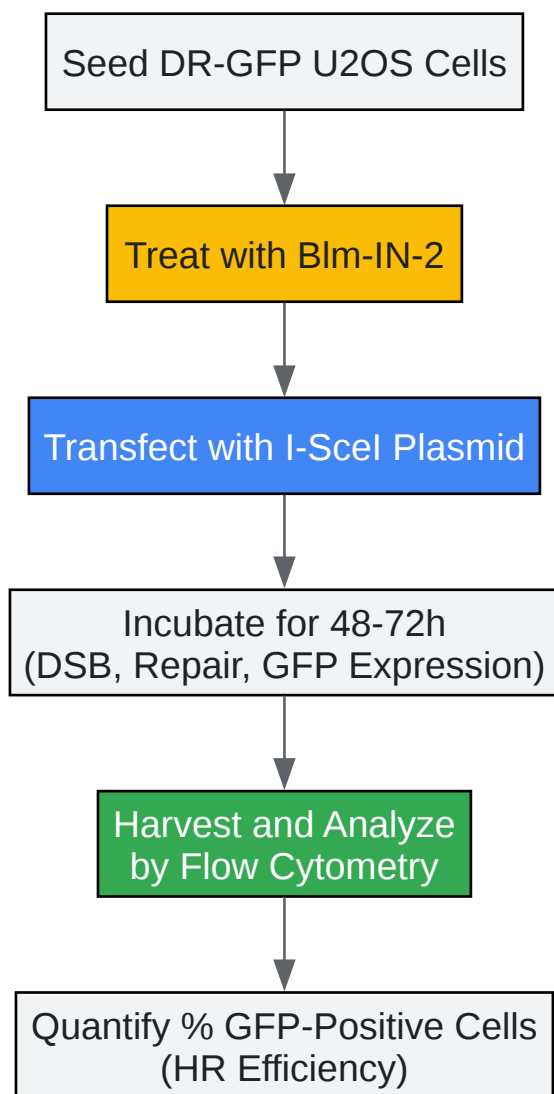 Seed DR-GFP U2OS Cells
Treat with Blm-IN-2
Transfect with I-SceI Plasmid
Incubate for 48-72h
(DSB, Repair, GFP Expression)
Harvest and Analyze
by Flow Cytometry
Quantify % GFP-Positive Cells
(HR Efficiency)